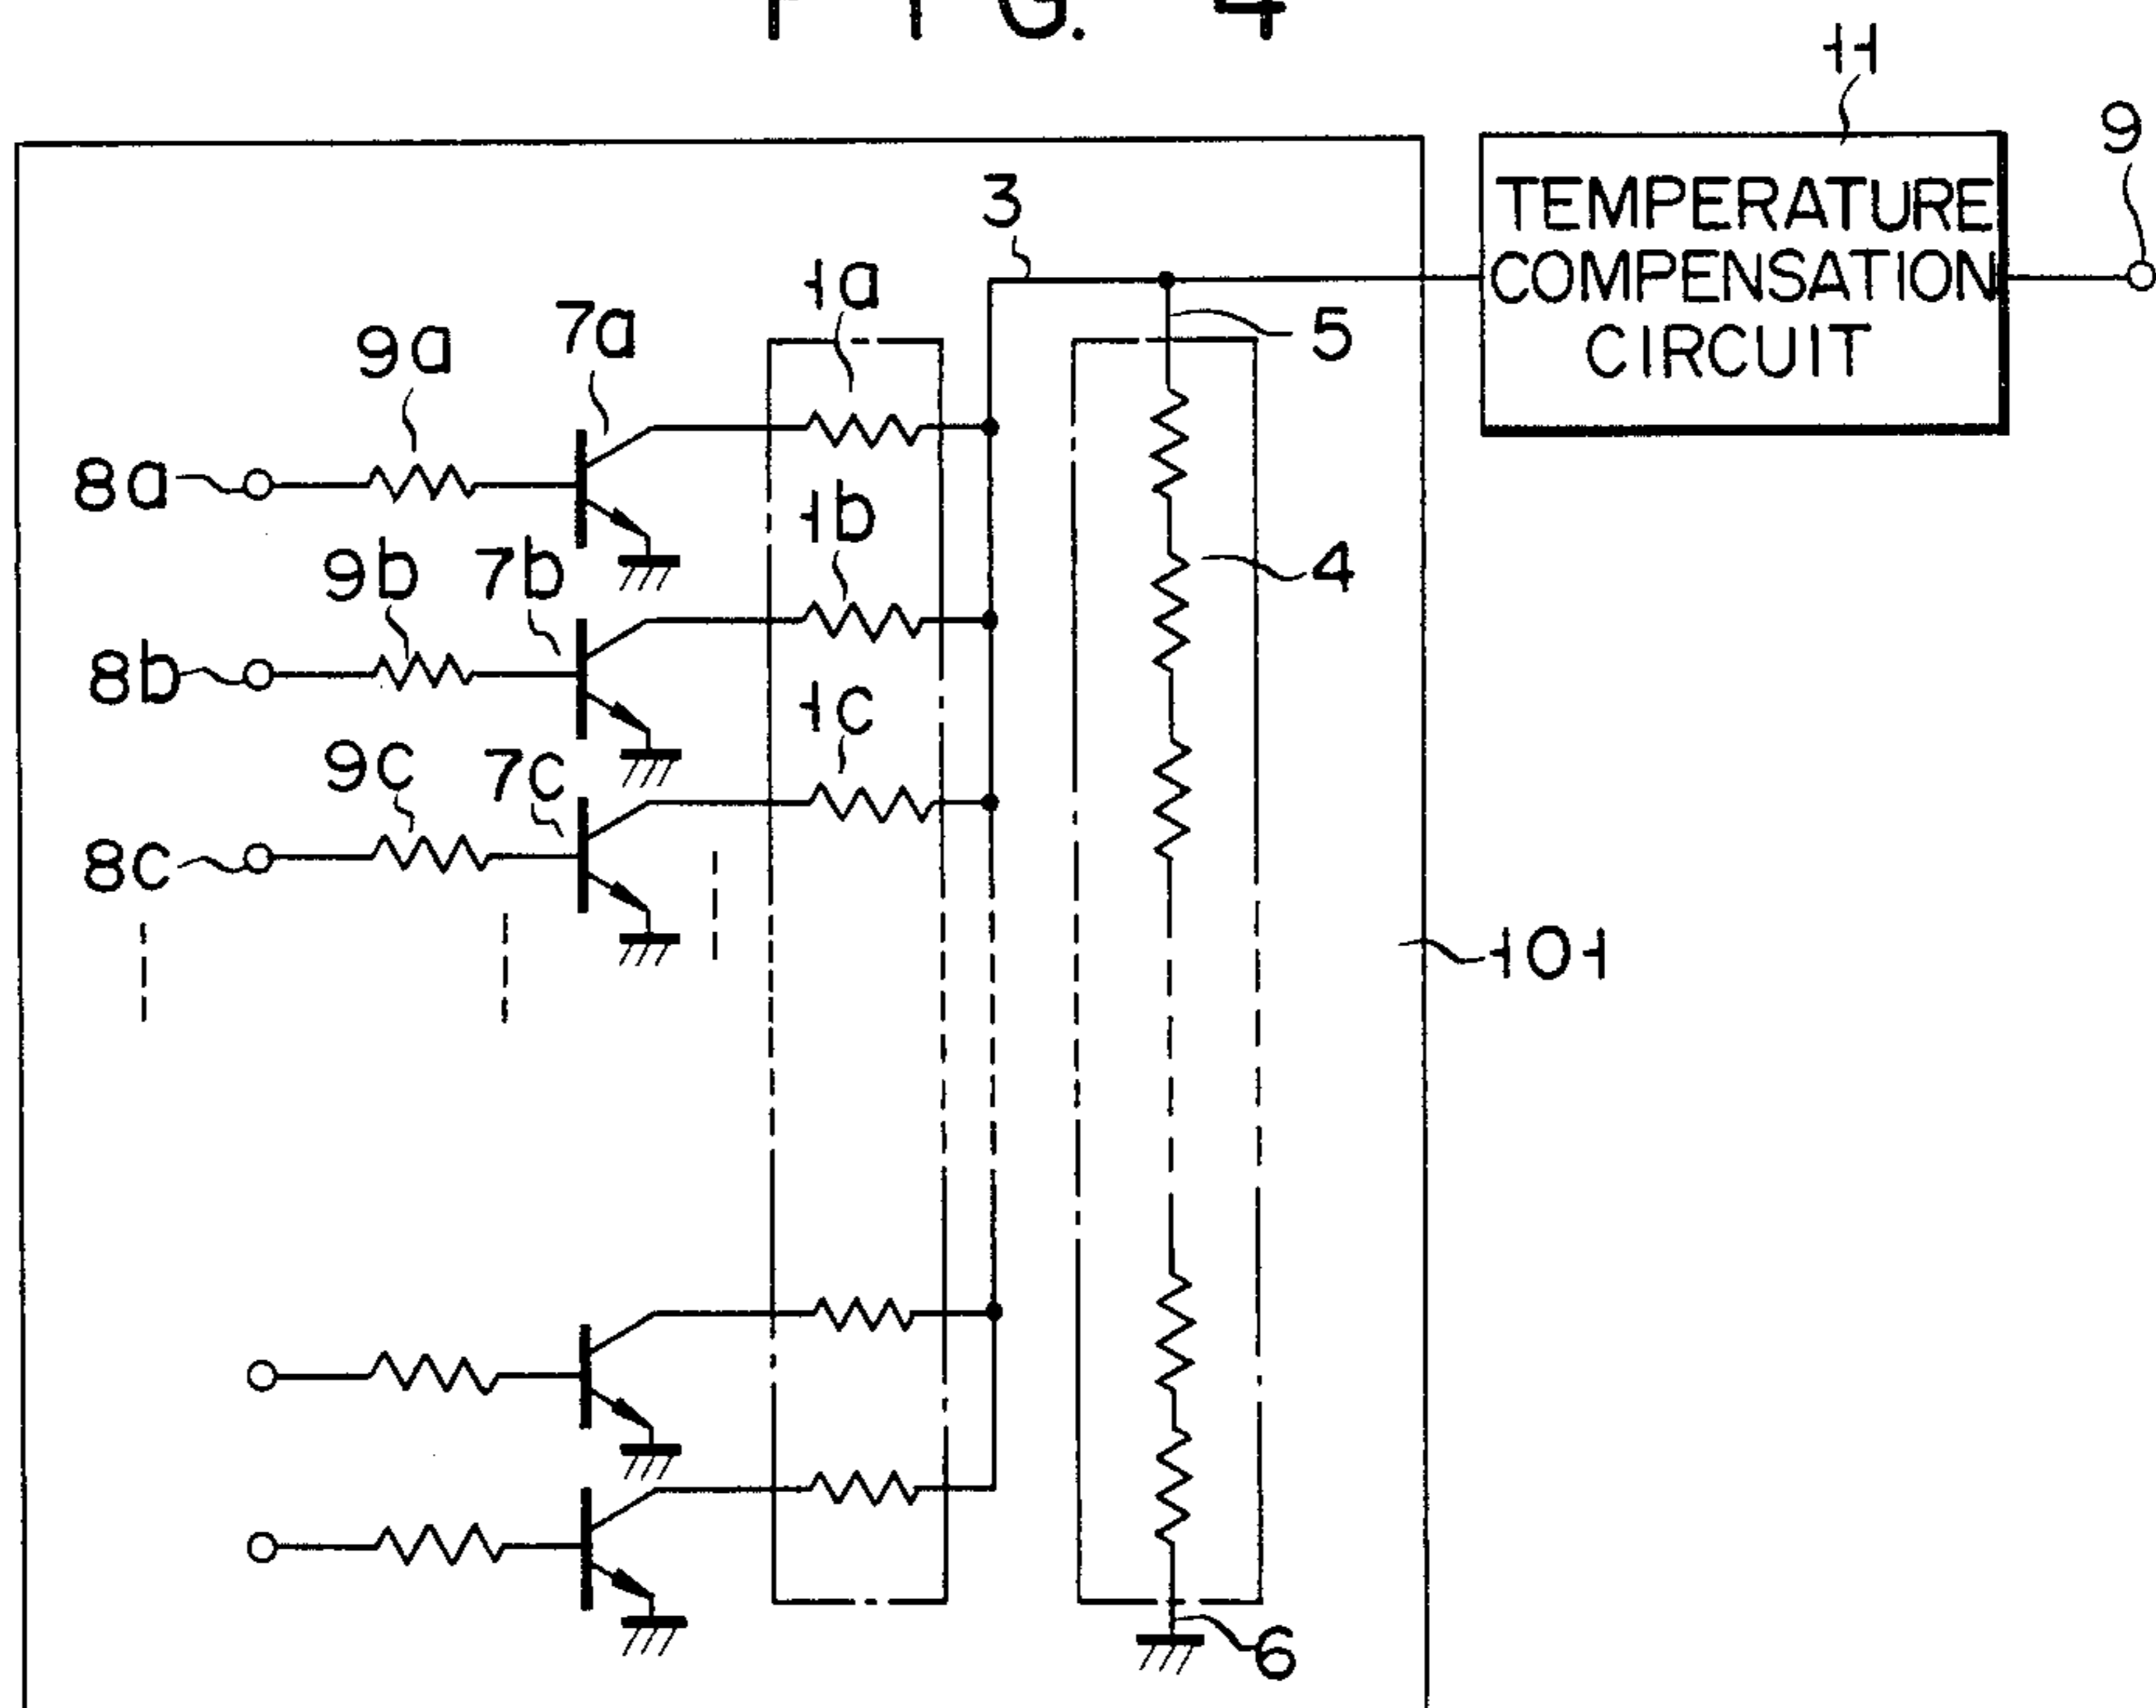 FIG. 4
11
9
TEMPERATURE
COMPENSATION
CIRCUIT
3
5
1a
7a
9a
8a
1b
4
9b
7b
8b
1c
9c
7c
8c
101
6